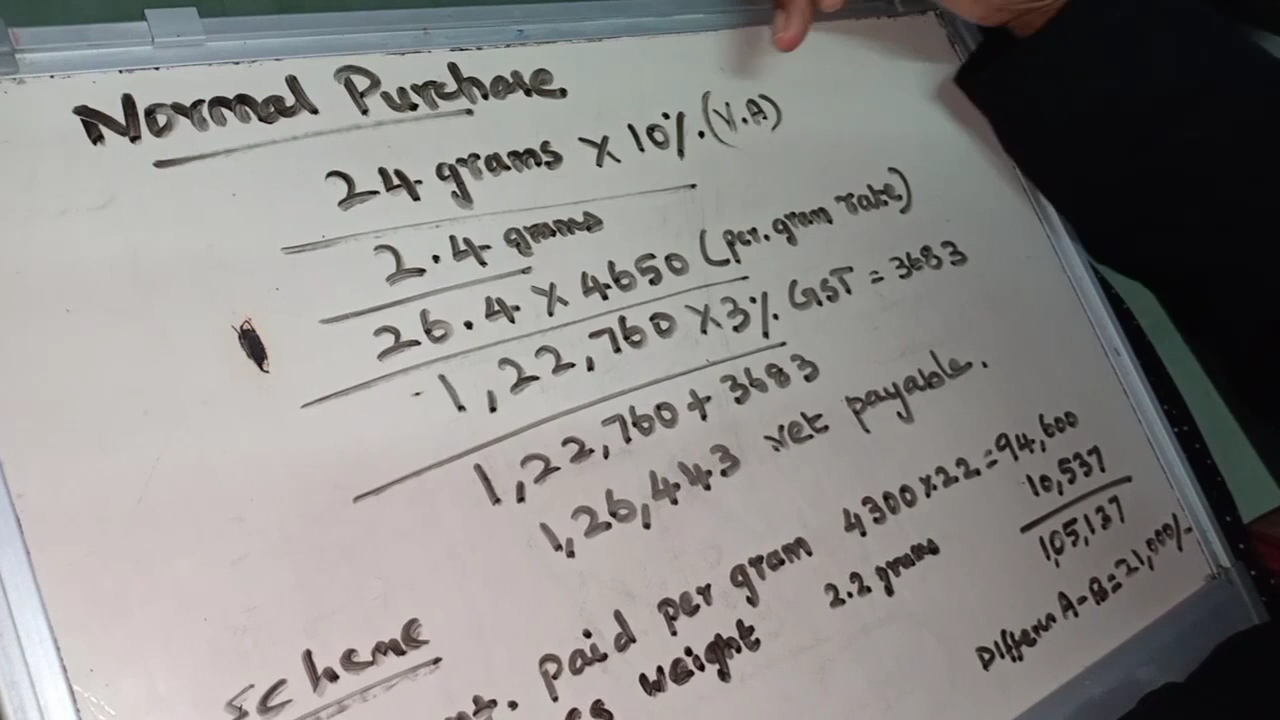 Normal Purchase
24 grams x 10%. (V.A)
2.4 grams
26.4 x 4650 (per. gram rate)
1,22,760 x 3% GST = 3683
1,22,760 + 3683
1,26,443 net payable.
Scheme
paid per gram 4300 x 22 = 94,600
10,537
1,05,137
weight 2.2 grams
Differen A-B = 21,000/-